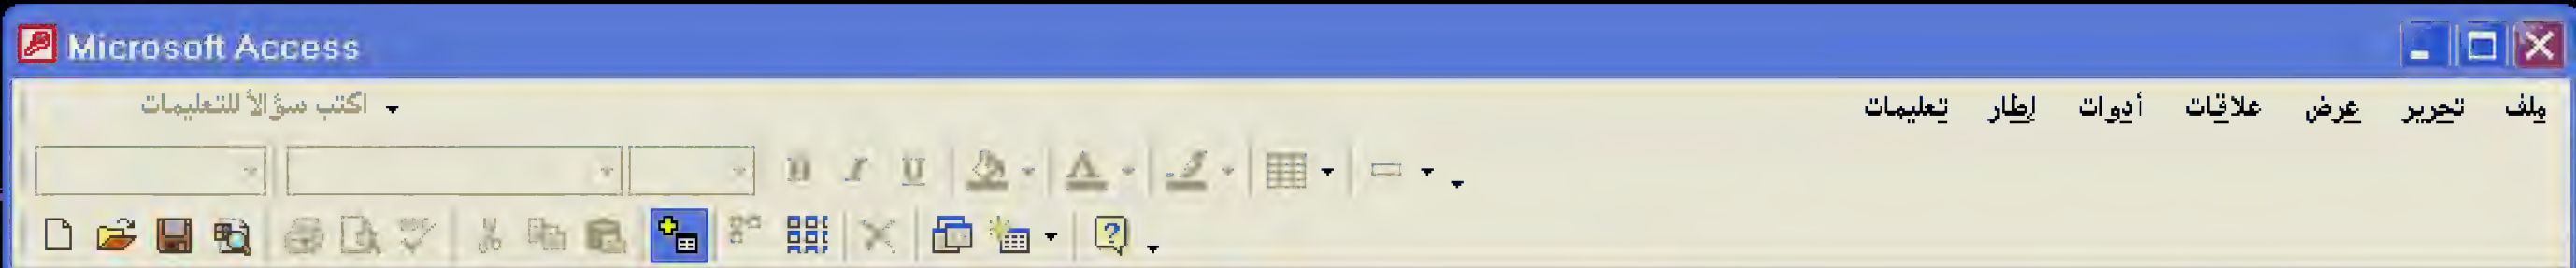 Microsoft Access
ملف تحرير عرض علاقات أدوات إطار تعليمات
اكتب سؤالاً للتعليمات
B I U A